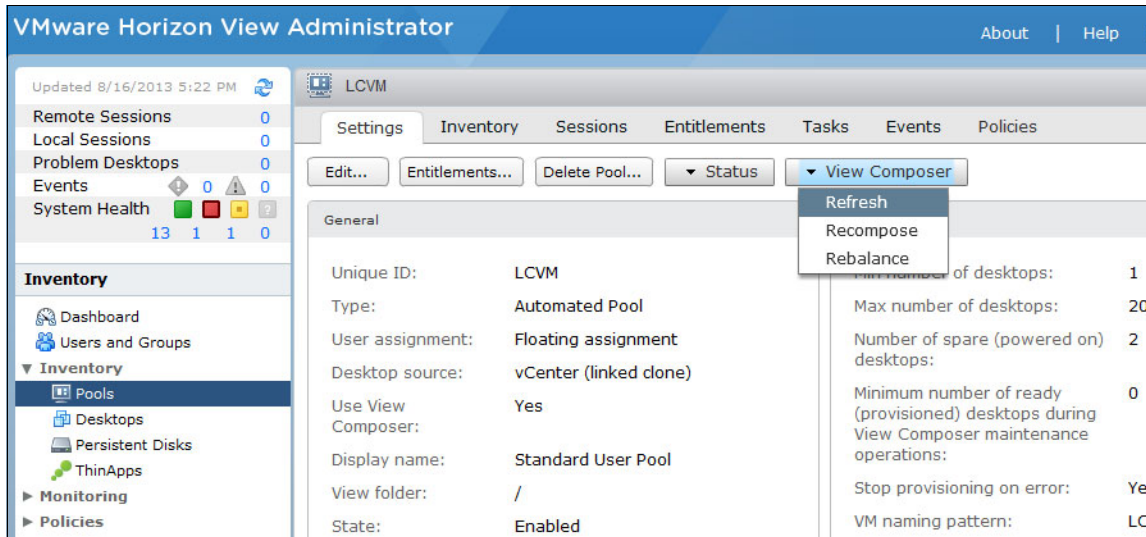 VMware Horizon View Administrator
About | Help
Updated 8/16/2013 5:22 PM
Remote Sessions 0
Local Sessions 0
Problem Desktops 0
Events 0 0
System Health ?
13 1 1 0
Inventory
Dashboard
Users and Groups
Inventory
Pools
Desktops
Persistent Disks
ThinApps
Monitoring
Policies
LCVM
Settings Inventory Sessions Entitlements Tasks Events Policies
Edit... Entitlements... Delete Pool... Status View Composer
Refresh
Recompose
Rebalance
General
Unique ID: LCVM
Type: Automated Pool
User assignment: Floating assignment
Desktop source: vCenter (linked clone)
Use View
Composer: Yes
Display name: Standard User Pool
View folder: /
State: Enabled
number of desktops: 1
Max number of desktops: 20
Number of spare (powered on) 2
desktops:
Minimum number of ready 0
(provisioned) desktops during
View Composer maintenance
operations:
Stop provisioning on error:
VM naming pattern: